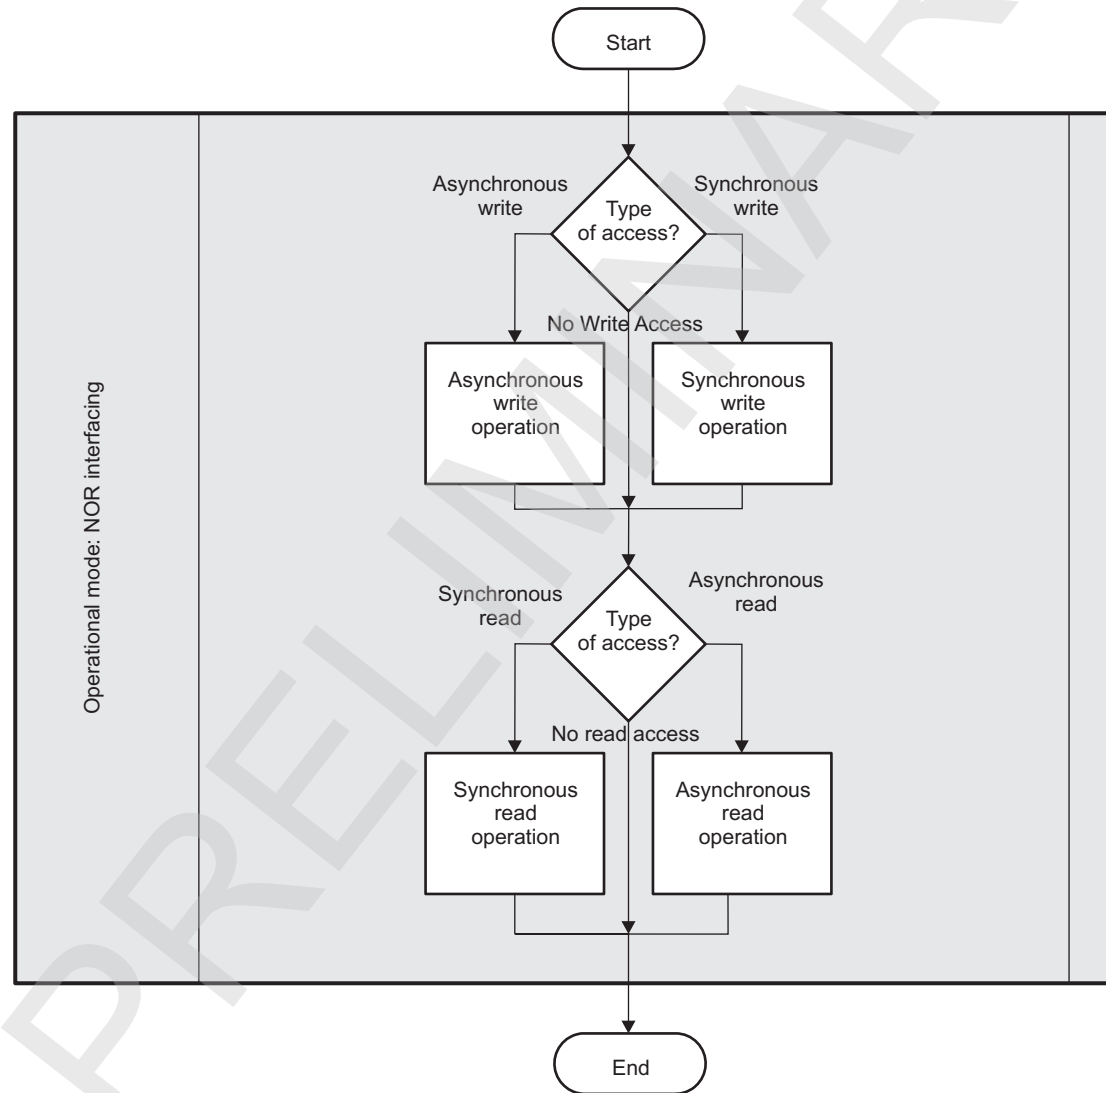 Start
Asynchronous
write
Synchronous
write
Type
of access?
No Write Access
Asynchronous
write
operation
Synchronous
write
operation
Operational mode: NOR interfacing
Synchronous
read
Asynchronous
read
Type
of access?
No read access
Synchronous
read
operation
Asynchronous
read
operation
End
PRELIMINAR